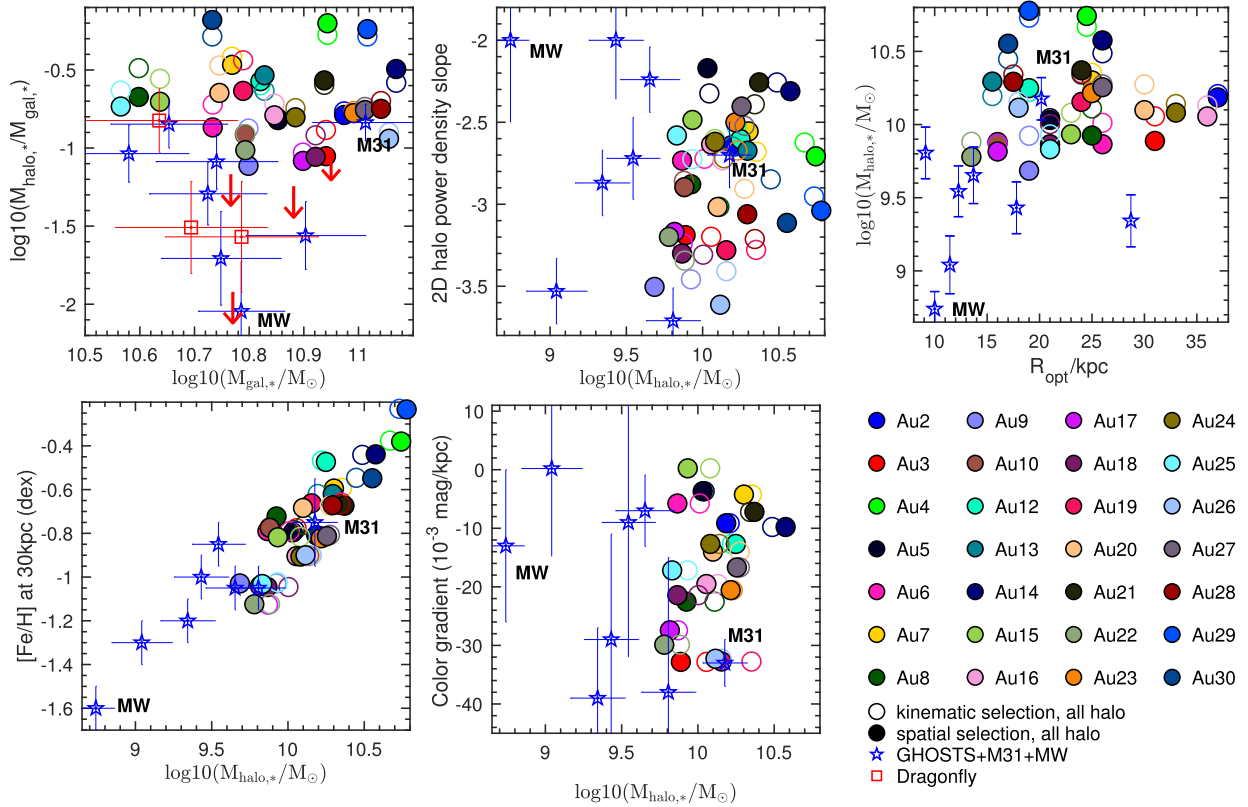 log10(M_halo,*/M_gal,*)
-0.5
-1
-1.5
-2
10.5 10.6 10.7 10.8 10.9 11
log10(M_gal,*/M⊙)
M31
MW
2D halo power density slope
-2
-2.5
-3
-3.5
9 9.5 10 10.5
log10(M_halo,*/M⊙)
MW
M31
log10(M_halo,*/M⊙)
10.5
10
9.5
9
10 15 20 25 30 35
R_opt/kpc
M31
MW
[Fe/H] at 30kpc (dex)
-0.4
-0.6
-0.8
-1
-1.2
-1.4
-1.6
9 9.5 10 10.5
log10(M_halo,*/M⊙)
M31
MW
Color gradient (10⁻³ mag/kpc)
10
0
-10
-20
-30
-40
9 9.5 10 10.5
log10(M_halo,*/M⊙)
MW
M31
Au2 Au9 Au17 Au24
Au3 Au10 Au18 Au25
Au4 Au12 Au19 Au26
Au5 Au13 Au20 Au27
Au6 Au14 Au21 Au28
Au7 Au15 Au22 Au29
Au8 Au16 Au23 Au30
kinematic selection, all halo
spatial selection, all halo
GHOSTS+M31+MW
Dragonfly